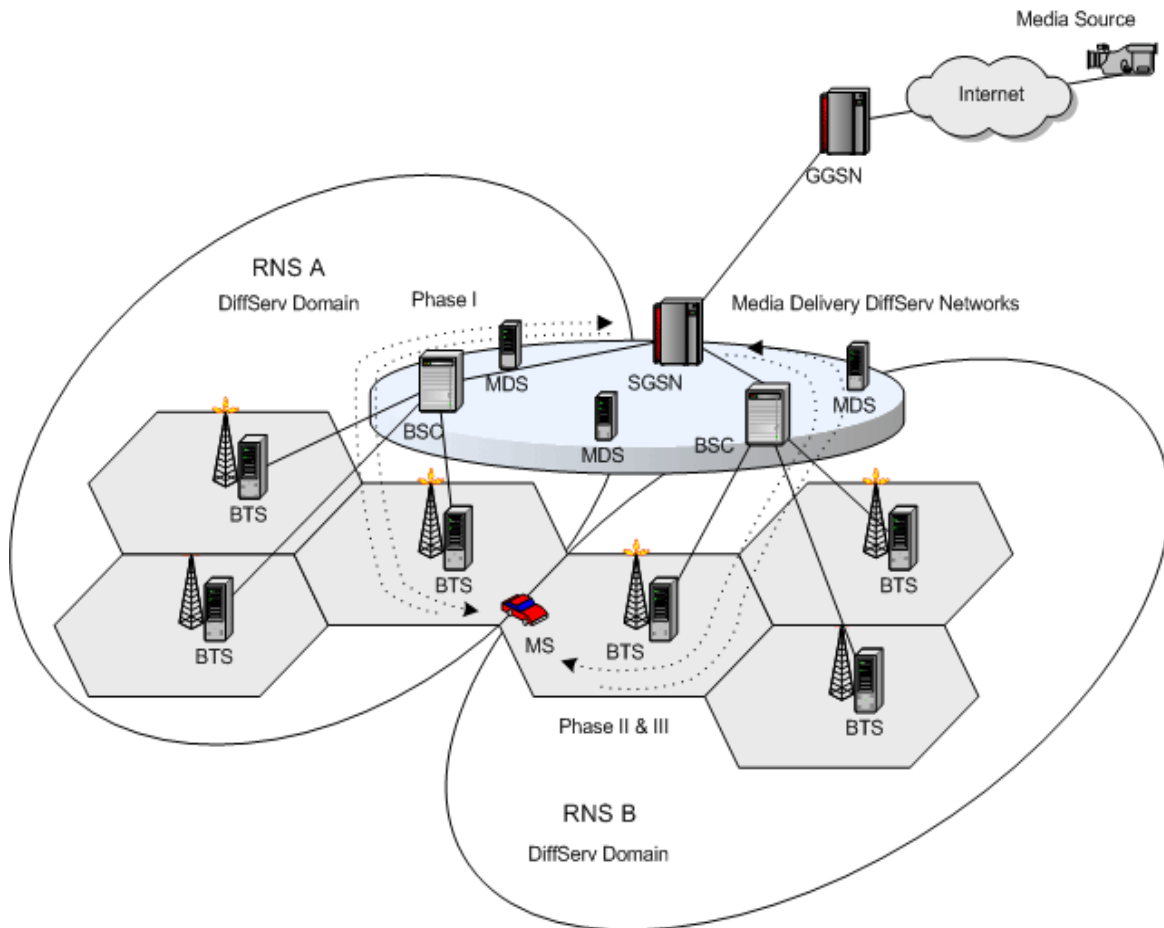 Media Source
Internet
GGSN
RNS A
DiffServ Domain
Phase I
Media Delivery DiffServ Networks
MDS
SGSN
MDS
BSC
MDS
BSC
BTS
BTS
BTS
BTS
MS
BTS
BTS
BTS
Phase II & III
RNS B
DiffServ Domain